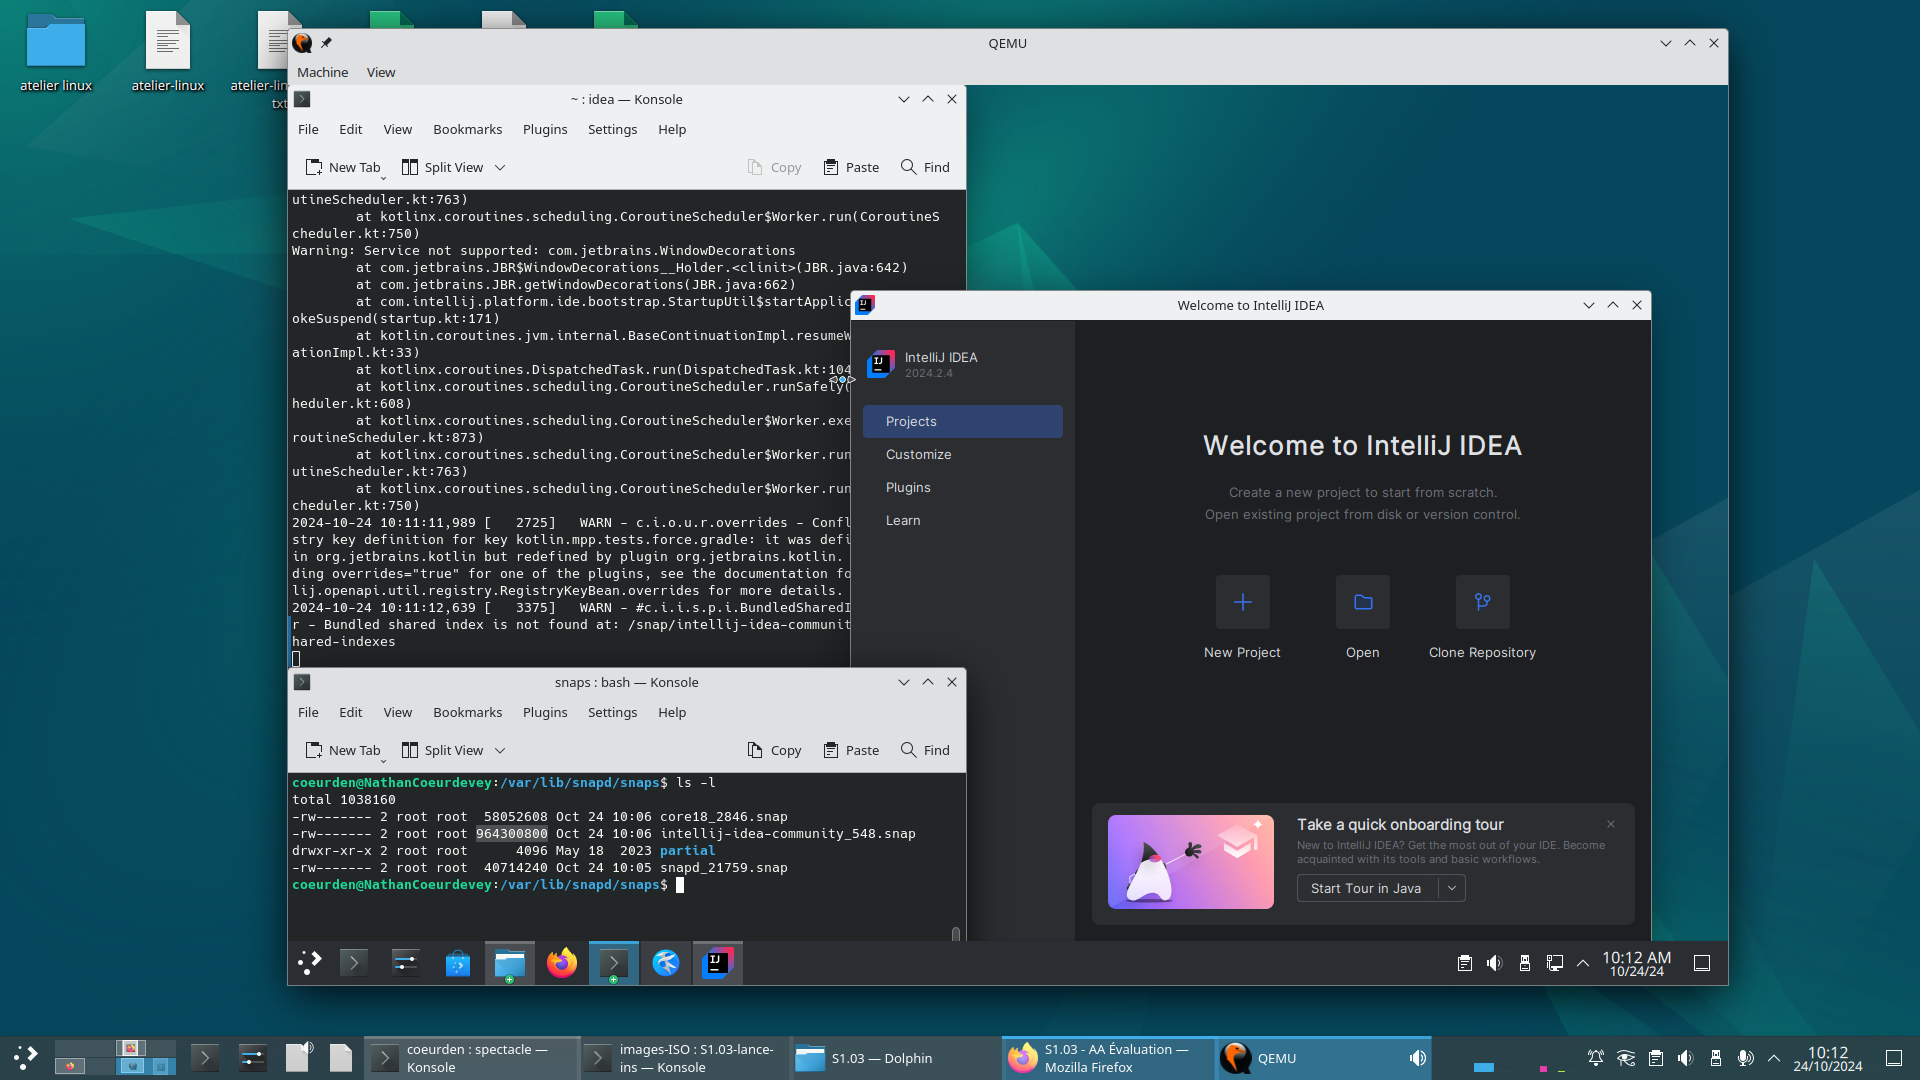 atelier linux
atelier-linux
atelier-lin
txt
QEMU
Machine View
~ : idea — Konsole
File Edit View Bookmarks Plugins Settings Help
New Tab Split View Copy Paste Find
utineScheduler.kt:763)
at kotlinx.coroutines.scheduling.CoroutineScheduler$Worker.run(CoroutineS
cheduler.kt:750)
Warning: Service not supported: com.jetbrains.WindowDecorations
at com.jetbrains.JBR$WindowDecorations__Holder.<clinit>(JBR.java:642)
at com.jetbrains.JBR.getWindowDecorations(JBR.java:662)
at com.intellij.platform.ide.bootstrap.StartupUtil$startApplic
okeSuspend(startup.kt:171)
at kotlin.coroutines.jvm.internal.BaseContinuationImpl.resumeW
ationImpl.kt:33)
at kotlinx.coroutines.DispatchedTask.run(DispatchedTask.kt:104
at kotlinx.coroutines.scheduling.CoroutineScheduler.runSafely(
heduler.kt:608)
at kotlinx.coroutines.scheduling.CoroutineScheduler$Worker.exe
routineScheduler.kt:873)
at kotlinx.coroutines.scheduling.CoroutineScheduler$Worker.run
utineScheduler.kt:763)
at kotlinx.coroutines.scheduling.CoroutineScheduler$Worker.run
cheduler.kt:750)
2024-10-24 10:11:11,989 [   2725]   WARN - c.i.o.u.r.overrides - Confl
stry key definition for key kotlin.mpp.tests.force.gradle: it was defi
in org.jetbrains.kotlin but redefined by plugin org.jetbrains.kotlin.
ding overrides="true" for one of the plugins, see the documentation fo
lij.openapi.util.registry.RegistryKeyBean.overrides for more details.
2024-10-24 10:11:12,639 [   3375]   WARN - #c.i.i.s.p.i.BundledSharedI
r - Bundled shared index is not found at: /snap/intellij-idea-communit
hared-indexes
Welcome to IntelliJ IDEA
IntelliJ IDEA
2024.2.4
Projects
Customize
Plugins
Learn
Welcome to IntelliJ IDEA
Create a new project to start from scratch.
Open existing project from disk or version control.
New Project Open Clone Repository
Take a quick onboarding tour
New to IntelliJ IDEA? Get the most out of your IDE. Become
acquainted with its tools and basic workflows.
Start Tour in Java
snaps : bash — Konsole
File Edit View Bookmarks Plugins Settings Help
New Tab Split View Copy Paste Find
coeurden@NathanCoeurdevey:/var/lib/snapd/snaps$ ls -l
total 1038160
-rw------- 2 root root  58052608 Oct 24 10:06 core18_2846.snap
-rw------- 2 root root 964300800 Oct 24 10:06 intellij-idea-community_548.snap
drwxr-xr-x 2 root root      4096 May 18  2023 partial
-rw------- 2 root root  40714240 Oct 24 10:05 snapd_21759.snap
coeurden@NathanCoeurdevey:/var/lib/snapd/snaps$
10:12 AM
10/24/24
coeurden : spectacle —
Konsole
images-ISO : S1.03-lance-
ins — Konsole
S1.03 — Dolphin
S1.03 - AA Évaluation —
Mozilla Firefox
QEMU
10:12
24/10/2024